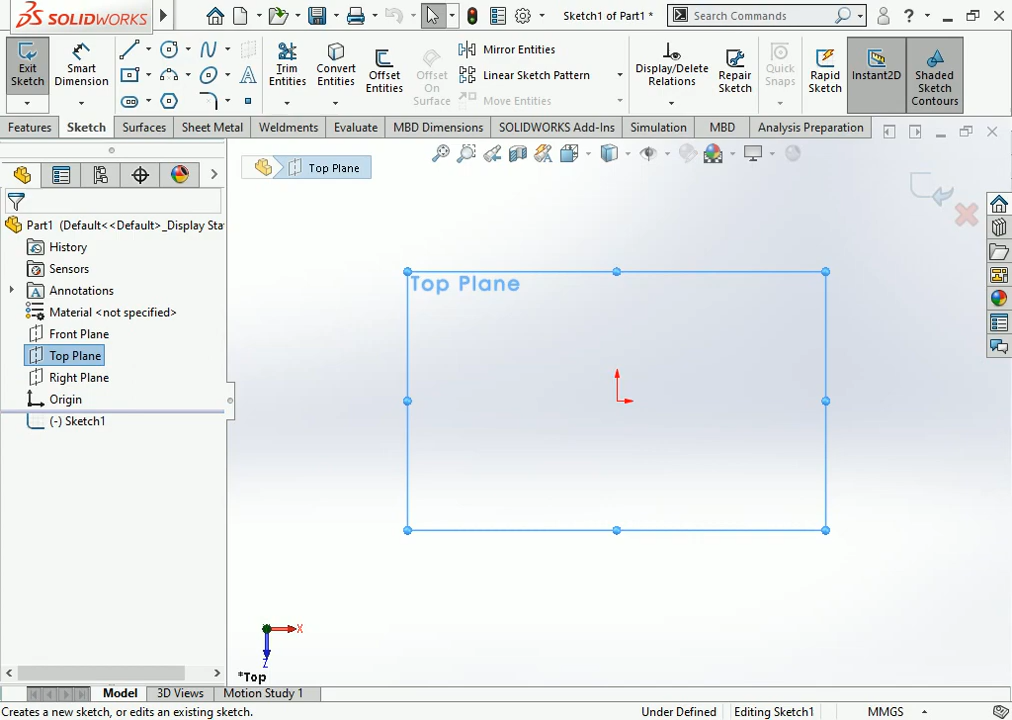 SOLIDWORKS
Sketch1 of Part1 *
Search Commands
?
Exit Sketch
Smart Dimension
Trim Entities
Convert Entities
Offset Entities
Offset On Surface
Mirror Entities
Linear Sketch Pattern
Move Entities
Display/Delete Relations
Repair Sketch
Quick Snaps
Rapid Sketch
Instant2D
Shaded Sketch Contours
Features
Sketch
Surfaces
Sheet Metal
Weldments
Evaluate
MBD Dimensions
SOLIDWORKS Add-Ins
Simulation
MBD
Analysis Preparation
Top Plane
Part1 (Default<<Default>_Display Sta
History
Sensors
Annotations
Material <not specified>
Front Plane
Top Plane
Right Plane
Origin
(-) Sketch1
Top Plane
X
Z
*Top
Model
3D Views
Motion Study 1
Creates a new sketch, or edits an existing sketch.
Under Defined
Editing Sketch1
MMGS